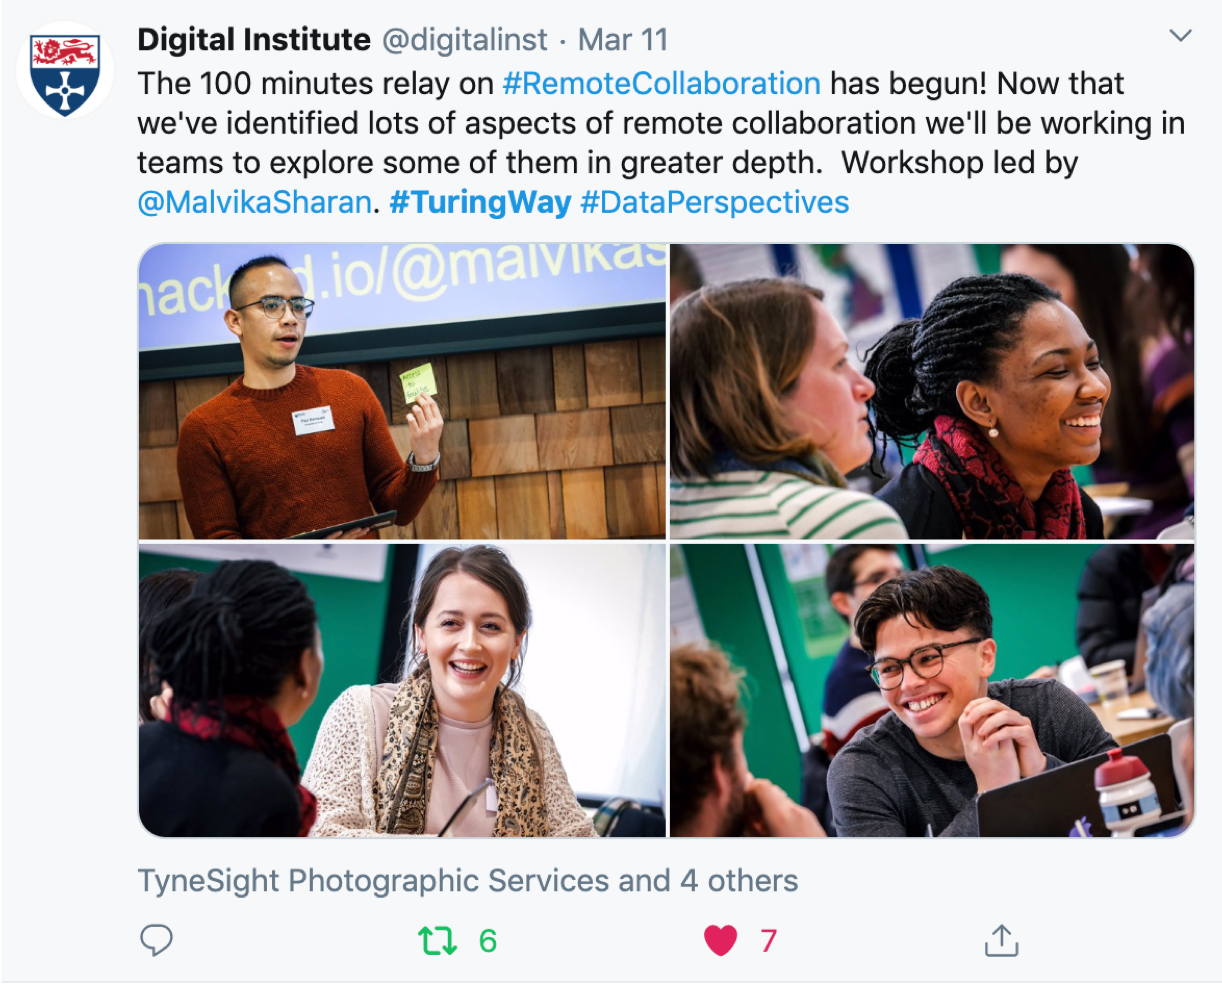 Digital Institute @digitalinst · Mar 11
The 100 minutes relay on #RemoteCollaboration has begun! Now that
we've identified lots of aspects of remote collaboration we'll be working in
teams to explore some of them in greater depth.  Workshop led by
@MalvikaSharan. #TuringWay #DataPerspectives
.io/@malvikas
Access
to
TyneSight Photographic Services and 4 others
6
7